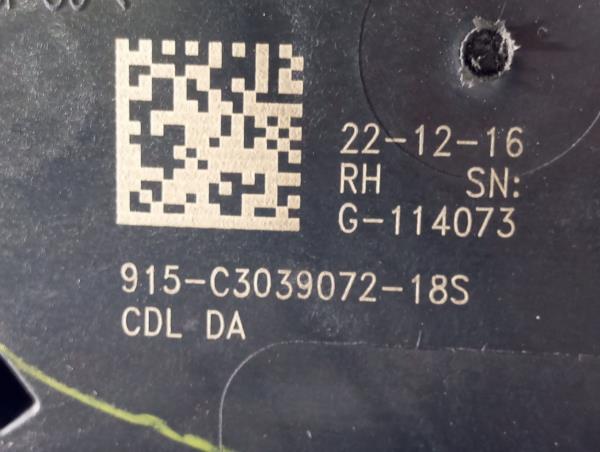 22-12-16
RH SN:
G-114073
915-C3039072-18S
CDL DA